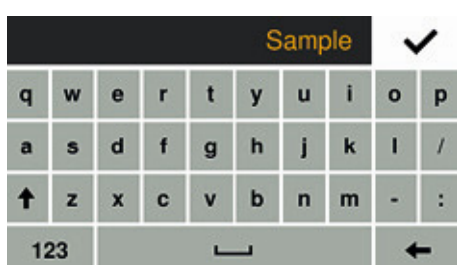 Sample
q w e r t y u i o p
a s d f g h j k l /
z x c v b n m - :
123